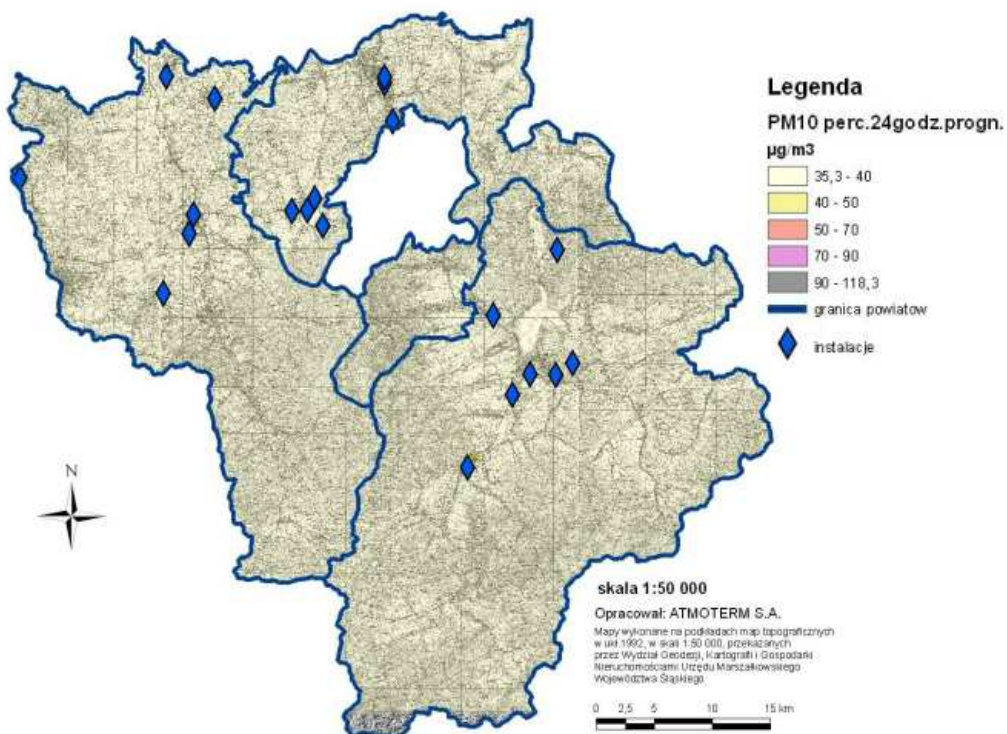 Legenda
PM10 perc.24godz.progn.
µg/m3
35,3 - 40
40 - 50
50 - 70
70 - 90
90 - 118,3
granica powiatow
instalacje
N
skala 1:50 000
Opracował: ATMOTERM S.A.
Mapy wykonane na podkładach map topograficznych
w ukł.1992, w skali 1:50 000, przekazanych
przez Wydział Geodezji, Kartografii i Gospodarki
Nieruchomościami Urzędu Marszałkowskiego
Województwa Śląskiego
0 2,5 5 10 15 km